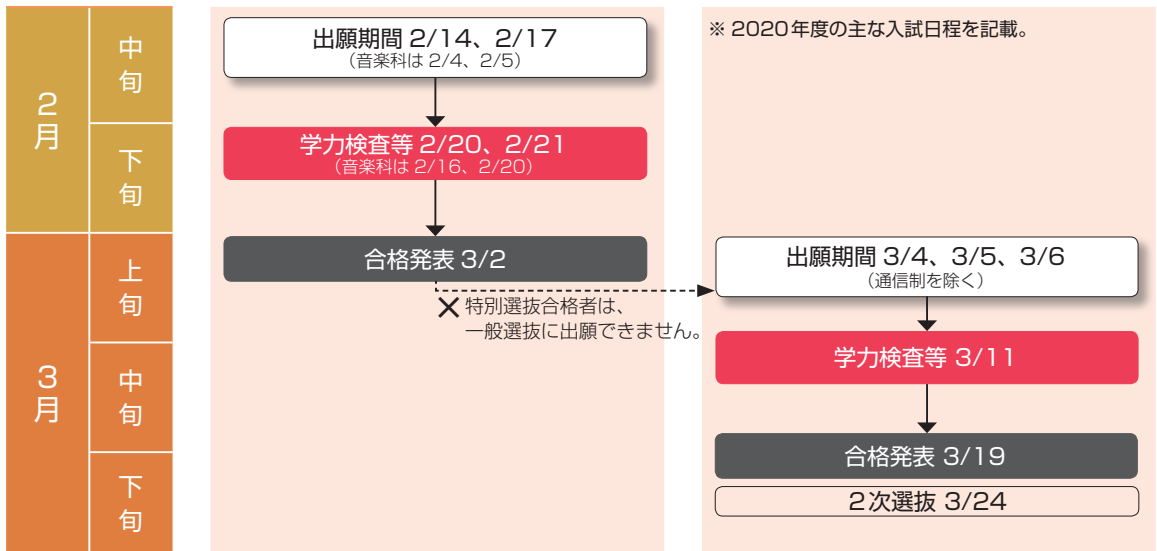 2月
中旬
下旬
3月
上旬
中旬
下旬
出願期間 2/14、2/17
（音楽科は 2/4、2/5）
学力検査等 2/20、2/21
（音楽科は 2/16、2/20）
合格発表 3/2
✕ 特別選抜合格者は、
一般選抜に出願できません。
※ 2020年度の主な入試日程を記載。
出願期間 3/4、3/5、3/6
（通信制を除く）
学力検査等 3/11
合格発表 3/19
2次選抜 3/24